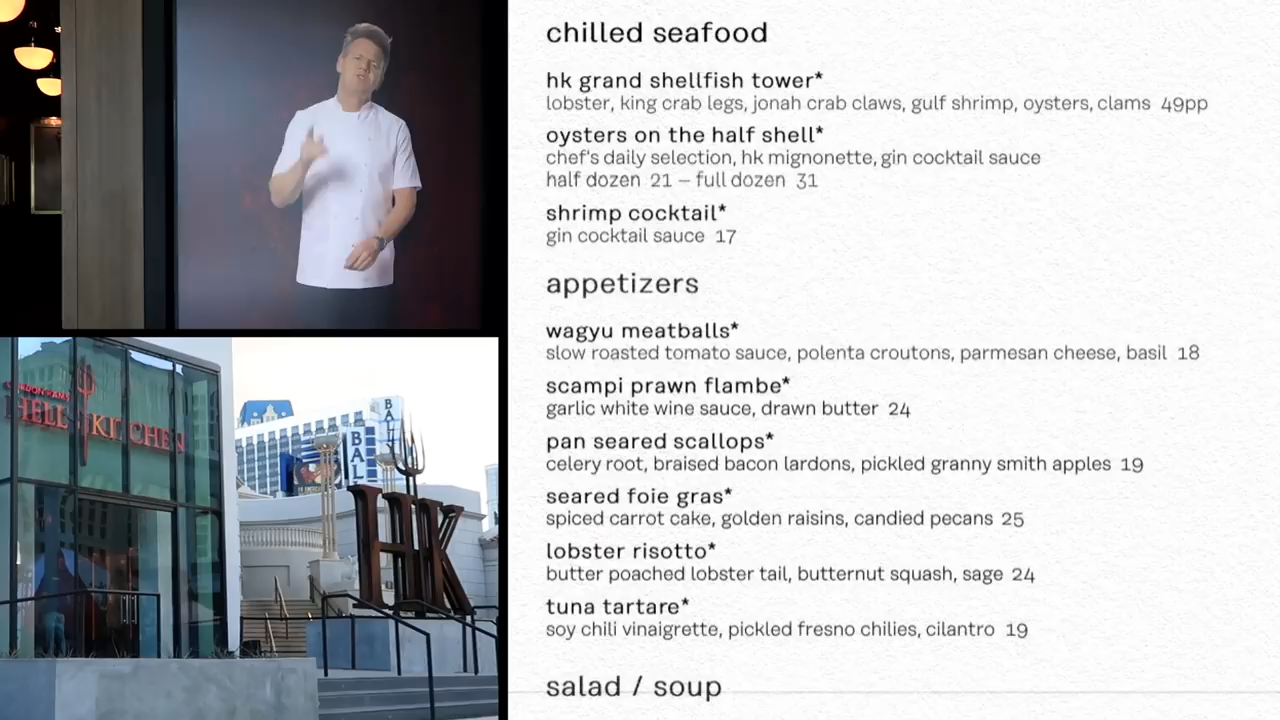 GORDON RAMSAY
HELL'S KITCHEN
BALLY
BAL
HK
chilled seafood
hk grand shellfish tower*
lobster, king crab legs, jonah crab claws, gulf shrimp, oysters, clams 49pp
oysters on the half shell*
chef's daily selection, hk mignonette, gin cocktail sauce
half dozen 21 – full dozen 31
shrimp cocktail*
gin cocktail sauce 17
appetizers
wagyu meatballs*
slow roasted tomato sauce, polenta croutons, parmesan cheese, basil 18
scampi prawn flambe*
garlic white wine sauce, drawn butter 24
pan seared scallops*
celery root, braised bacon lardons, pickled granny smith apples 19
seared foie gras*
spiced carrot cake, golden raisins, candied pecans 25
lobster risotto*
butter poached lobster tail, butternut squash, sage 24
tuna tartare*
soy chili vinaigrette, pickled fresno chilies, cilantro 19
salad / soup